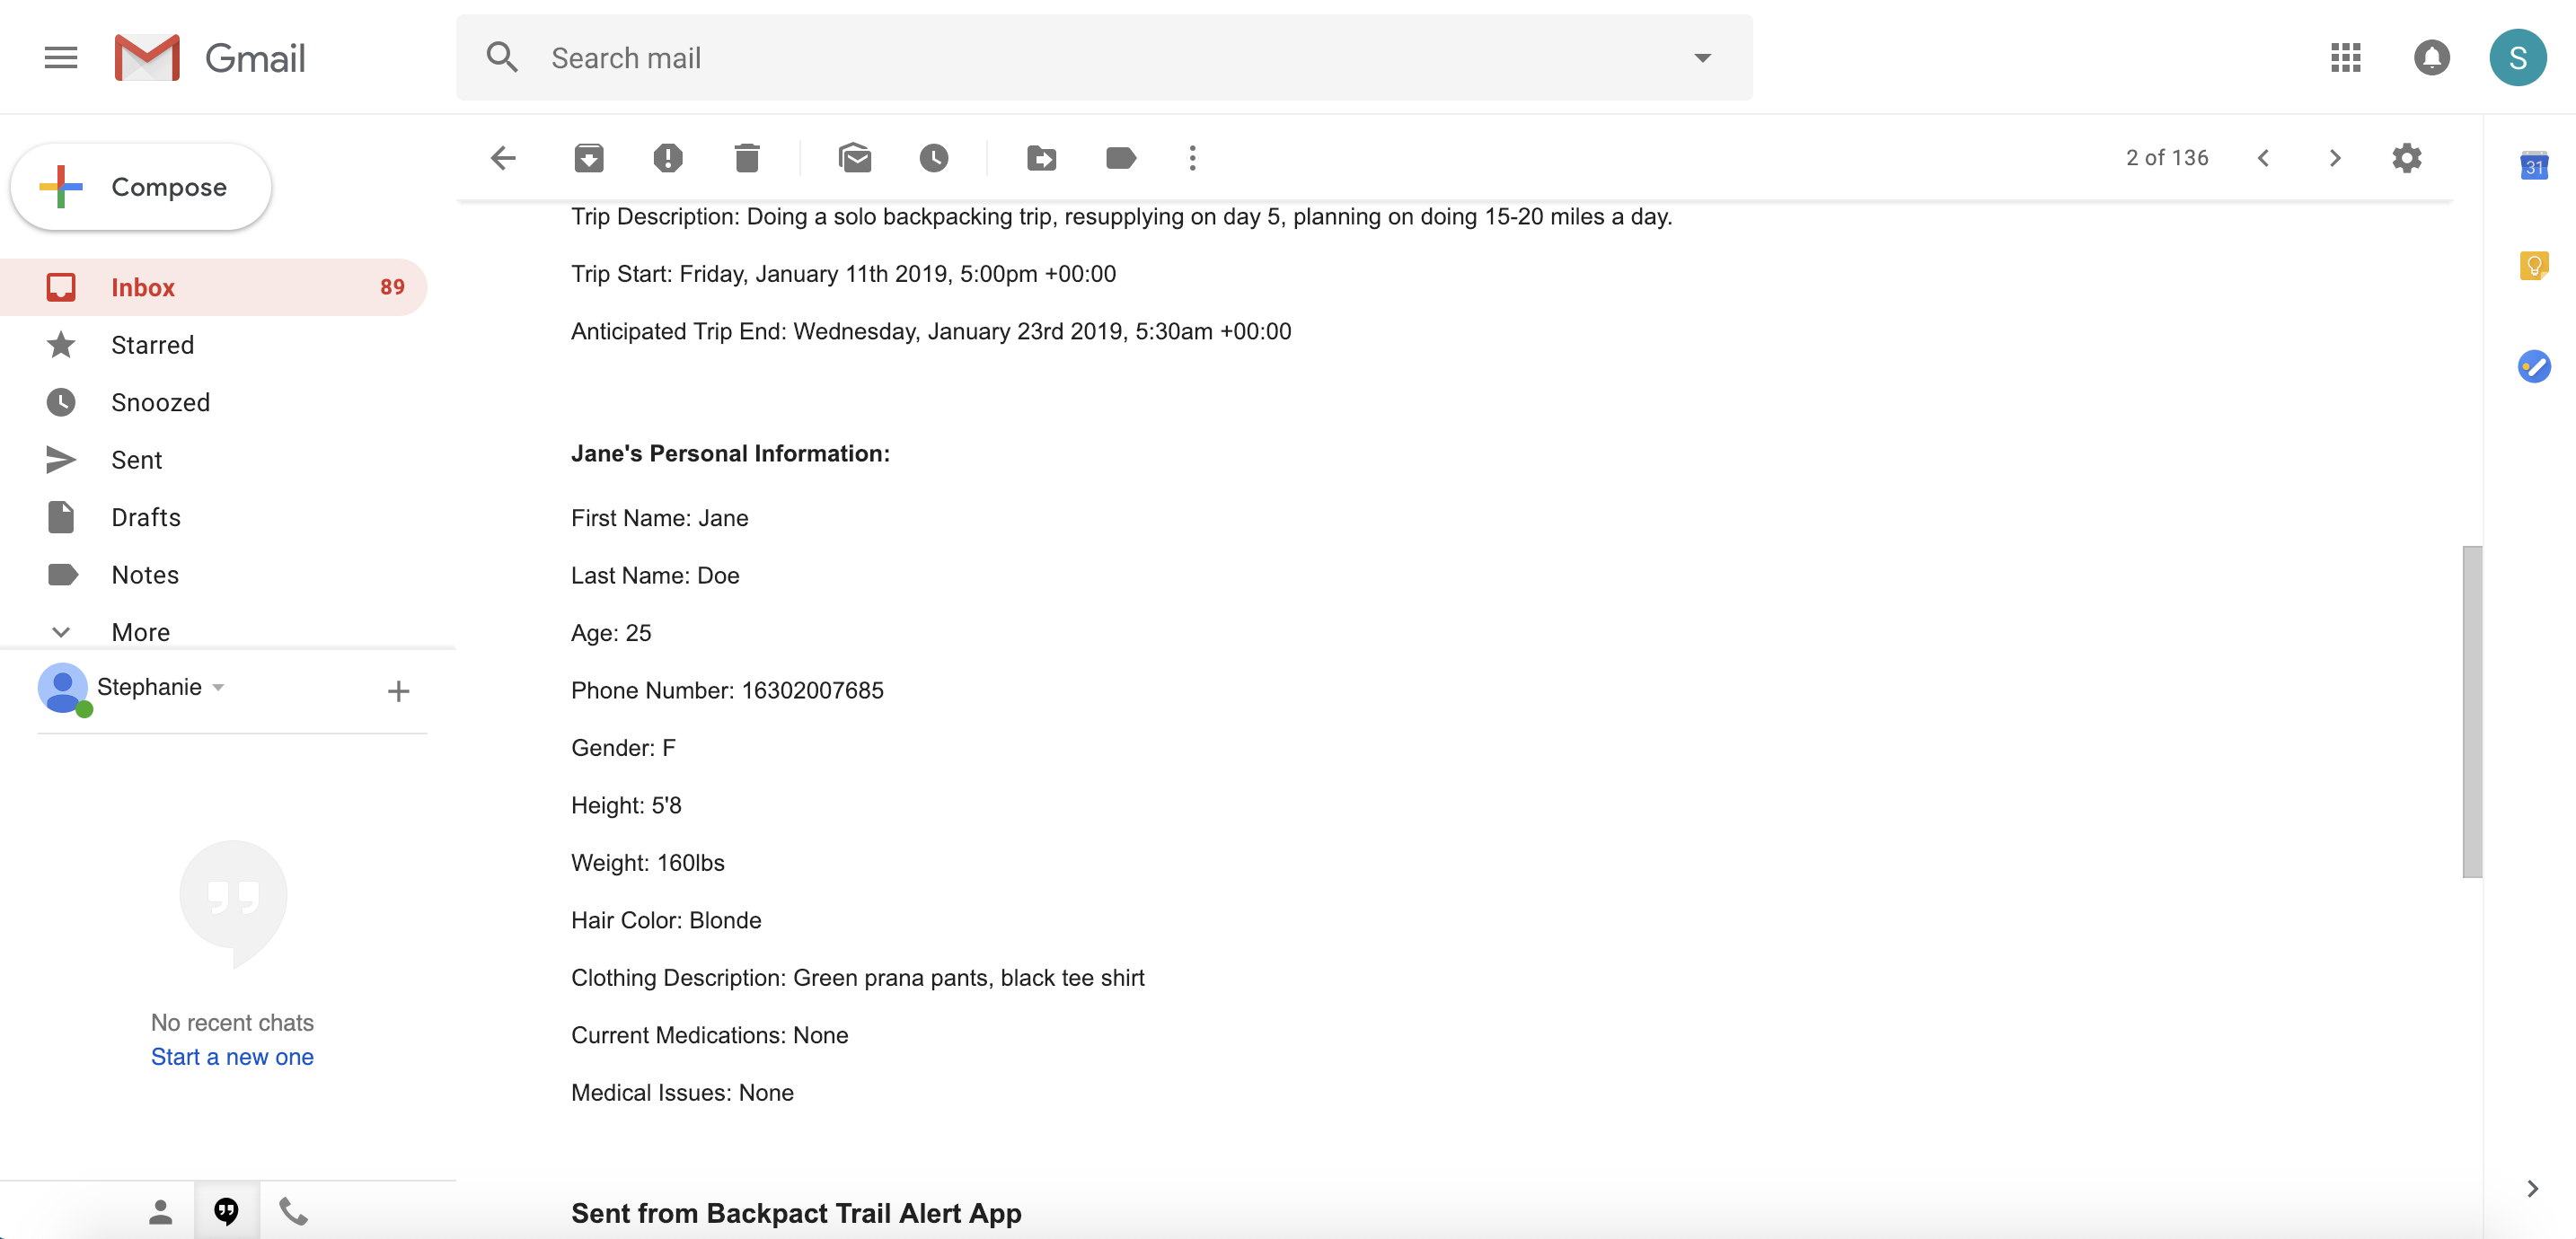 Gmail
Search mail
S
Compose
2 of 136
31
Inbox 89
Starred
Snoozed
Sent
Drafts
Notes
More
Stephanie
No recent chats
Start a new one
Trip Description: Doing a solo backpacking trip, resupplying on day 5, planning on doing 15-20 miles a day.
Trip Start: Friday, January 11th 2019, 5:00pm +00:00
Anticipated Trip End: Wednesday, January 23rd 2019, 5:30am +00:00
Jane's Personal Information:
First Name: Jane
Last Name: Doe
Age: 25
Phone Number: 16302007685
Gender: F
Height: 5'8
Weight: 160lbs
Hair Color: Blonde
Clothing Description: Green prana pants, black tee shirt
Current Medications: None
Medical Issues: None
Sent from Backpact Trail Alert App